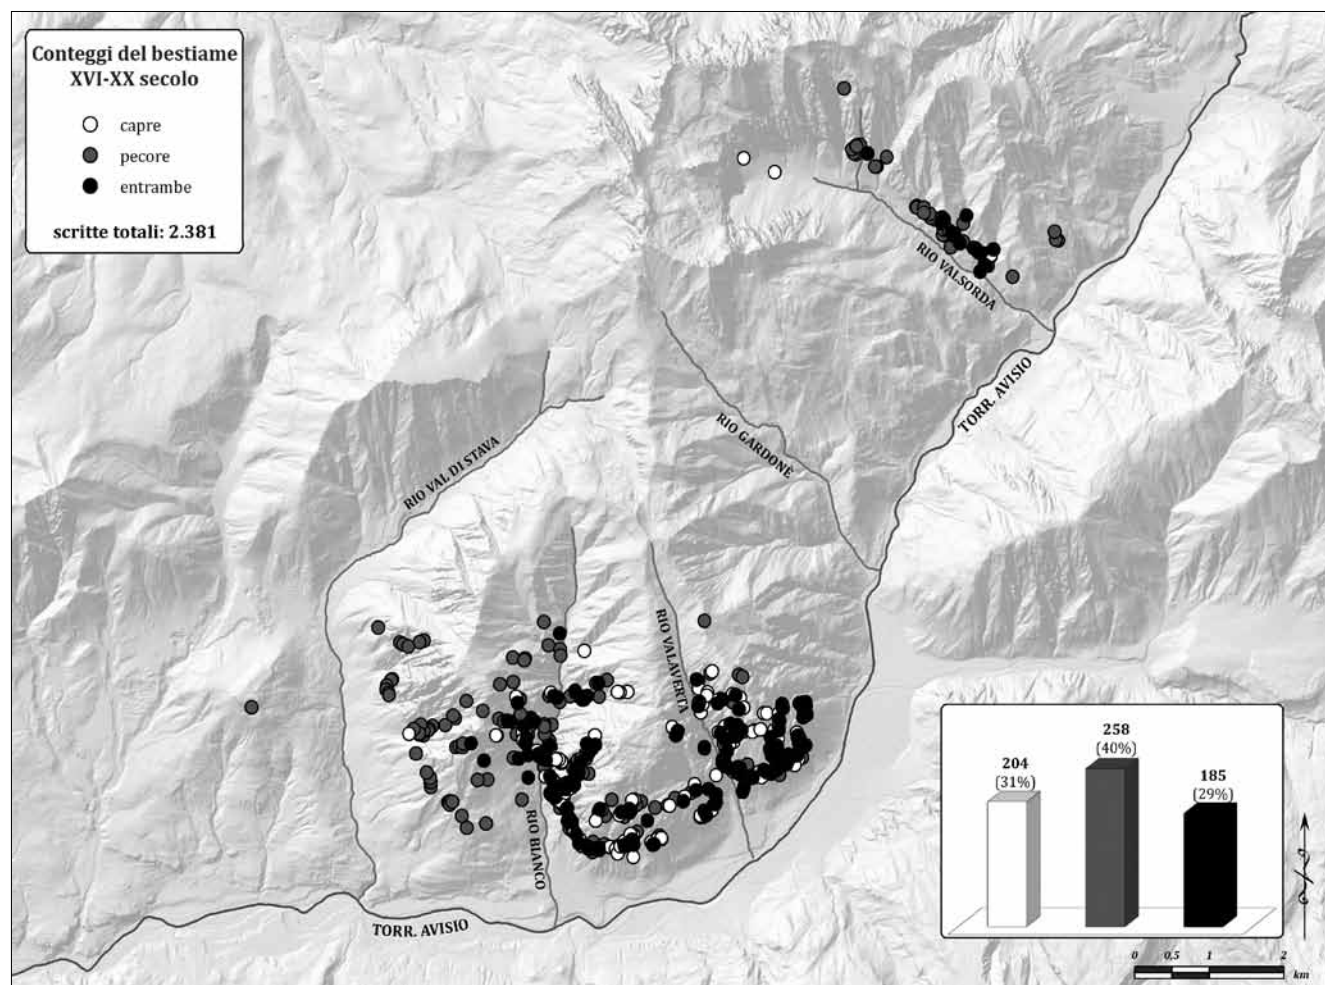 Conteggi del bestiame
XVI-XX secolo
capre
pecore
entrambe
scritte totali: 2.381
RIO VALSORDA
TORR. AVISIO
RIO GARDONÈ
RIO VAL DI STAVA
RIO VALAVERTA
RIO BIANCO
TORR. AVISIO
204
(31%)
258
(40%)
185
(29%)
0 0,5 1 2
km